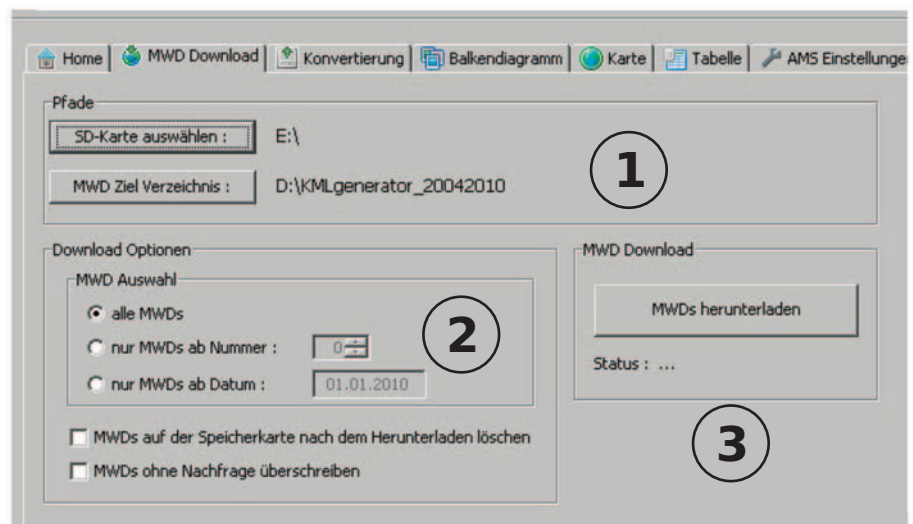 Home MWD Download Konvertierung Balkendiagramm Karte Tabelle AMS Einstellunge
Pfade
SD-Karte auswählen : E:\
MWD Ziel Verzeichnis : D:\KMLgenerator_20042010
1
Download Optionen
MWD Auswahl
alle MWDs
nur MWDs ab Nummer : 0
nur MWDs ab Datum : 01.01.2010
2
MWDs auf der Speicherkarte nach dem Herunterladen löschen
MWDs ohne Nachfrage überschreiben
MWD Download
MWDs herunterladen
Status : ...
3